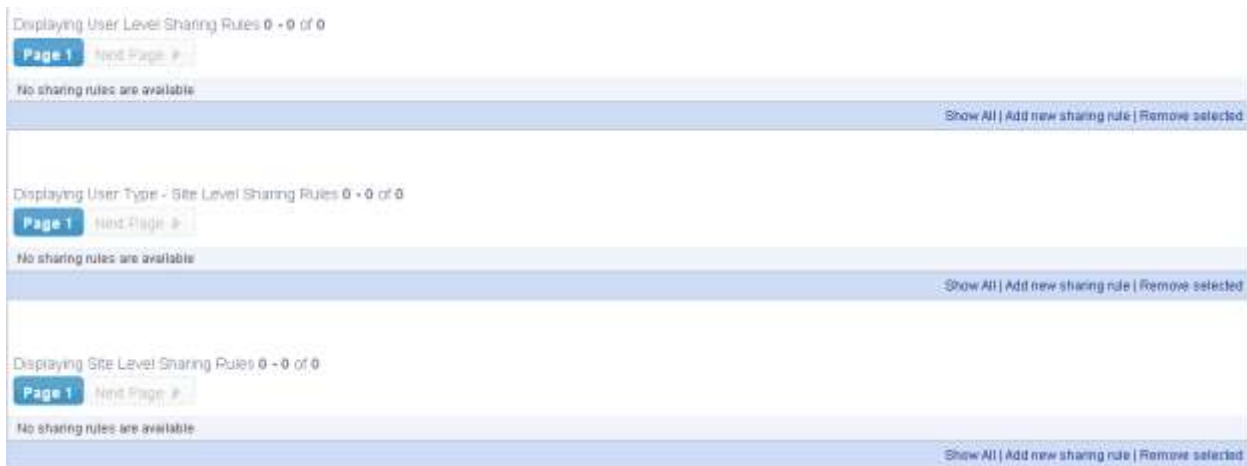 Displaying User Level Sharing Rules 0 - 0 of 0
Page 1 Next Page
No sharing rules are available
Show All | Add new sharing rule | Remove selected
Displaying User Type - Site Level Sharing Rules 0 - 0 of 0
Page 1 Next Page
No sharing rules are available
Show All | Add new sharing rule | Remove selected
Displaying Site Level Sharing Rules 0 - 0 of 0
Page 1 Next Page
No sharing rules are available
Show All | Add new sharing rule | Remove selected